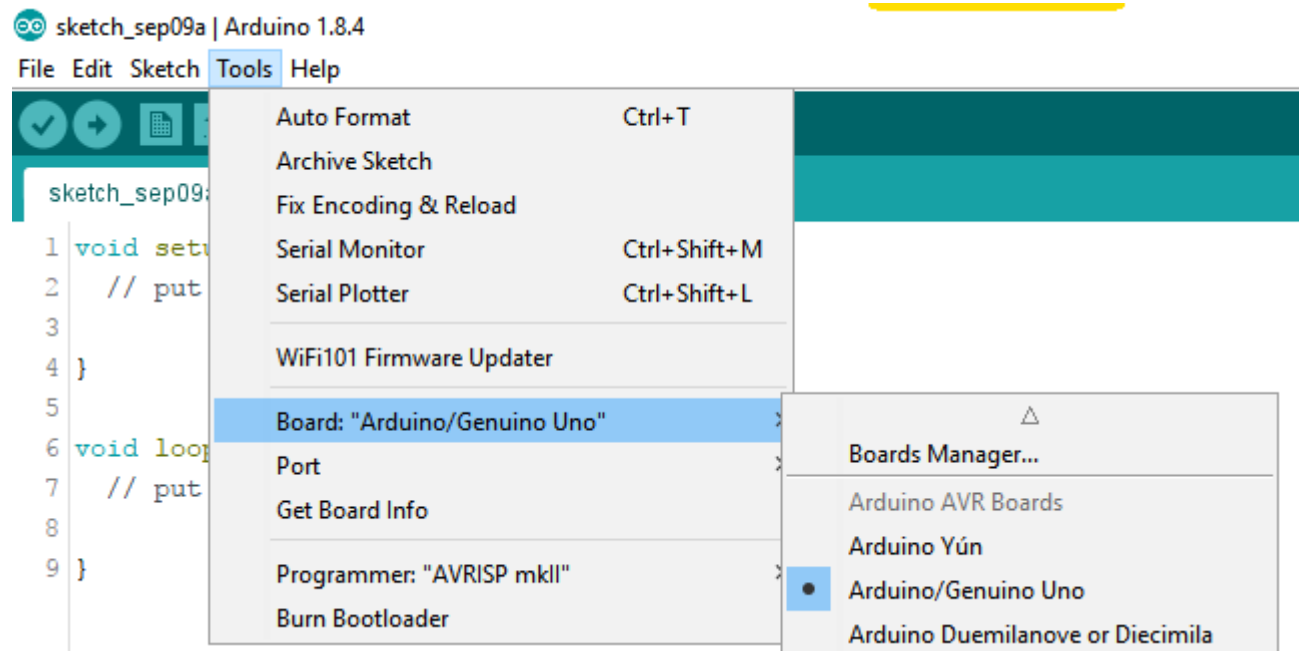 sketch_sep09a | Arduino 1.8.4
File Edit Sketch Tools Help
Auto Format Ctrl+T
Archive Sketch
sketch_sep09a
Fix Encoding & Reload
1 void setu
Serial Monitor Ctrl+Shift+M
2 // put
Serial Plotter Ctrl+Shift+L
3
WiFi101 Firmware Updater
4 }
5
Board: "Arduino/Genuino Uno"
6 void loop
Boards Manager...
Port
7 // put
Arduino AVR Boards
Get Board Info
8
Arduino Yún
9 }
Programmer: "AVRISP mkII"
Arduino/Genuino Uno
Burn Bootloader
Arduino Duemilanove or Diecimila